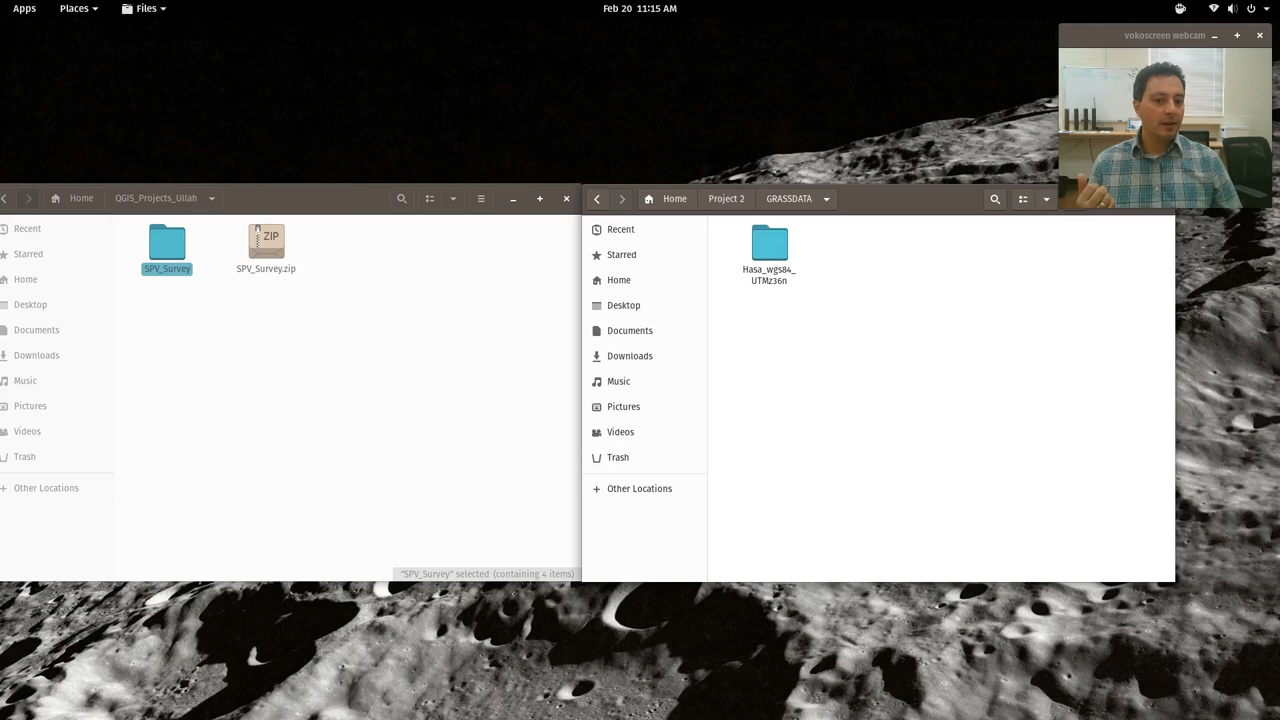 Apps Places Files Feb 20 11:15 AM
vokoscreen webcam
Home QGIS_Projects_Ullah
Recent
Starred
Home
Desktop
Documents
Downloads
Music
Pictures
Videos
Trash
Other Locations
SPV_Survey
ZIP
SPV_Survey.zip
"SPV_Survey" selected (containing 4 items)
Home Project 2 GRASSDATA
Recent
Starred
Home
Desktop
Documents
Downloads
Music
Pictures
Videos
Trash
Other Locations
Hasa_wgs84_
UTMz36n